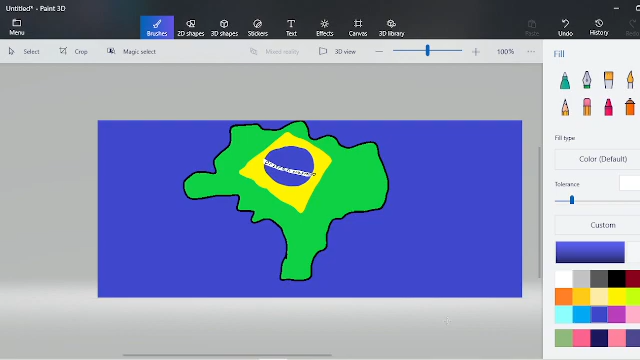 Untitled* - Paint 3D
Menu
Brushes
2D shapes
3D shapes
Stickers
Text
Effects
Canvas
3D library
Paste
Undo
History
Redo
Select
Crop
Magic select
Mixed reality
3D view
100%
Fill
Fill type
Color (Default)
Tolerance
Custom